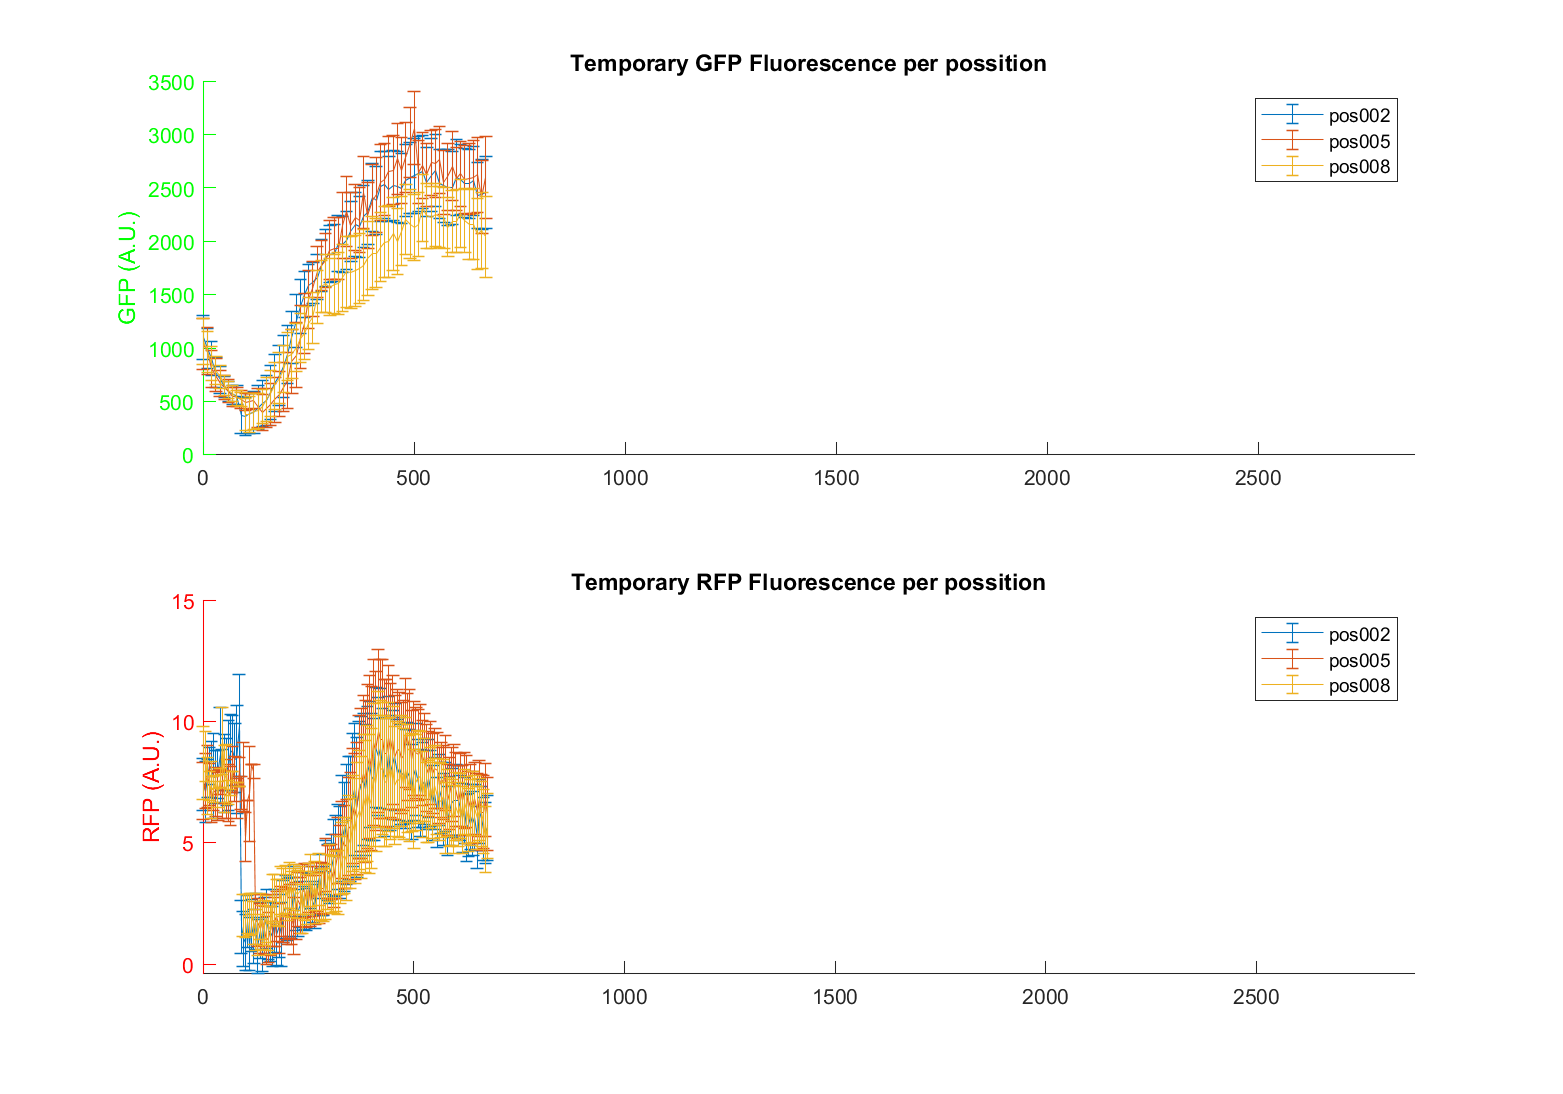 Temporary GFP Fluorescence per possition
3500
3000
2500
2000
1500
1000
500
0
GFP (A.U.)
pos002
pos005
pos008
0 500 1000 1500 2000 2500
Temporary RFP Fluorescence per possition
15
10
5
0
RFP (A.U.)
pos002
pos005
pos008
0 500 1000 1500 2000 2500